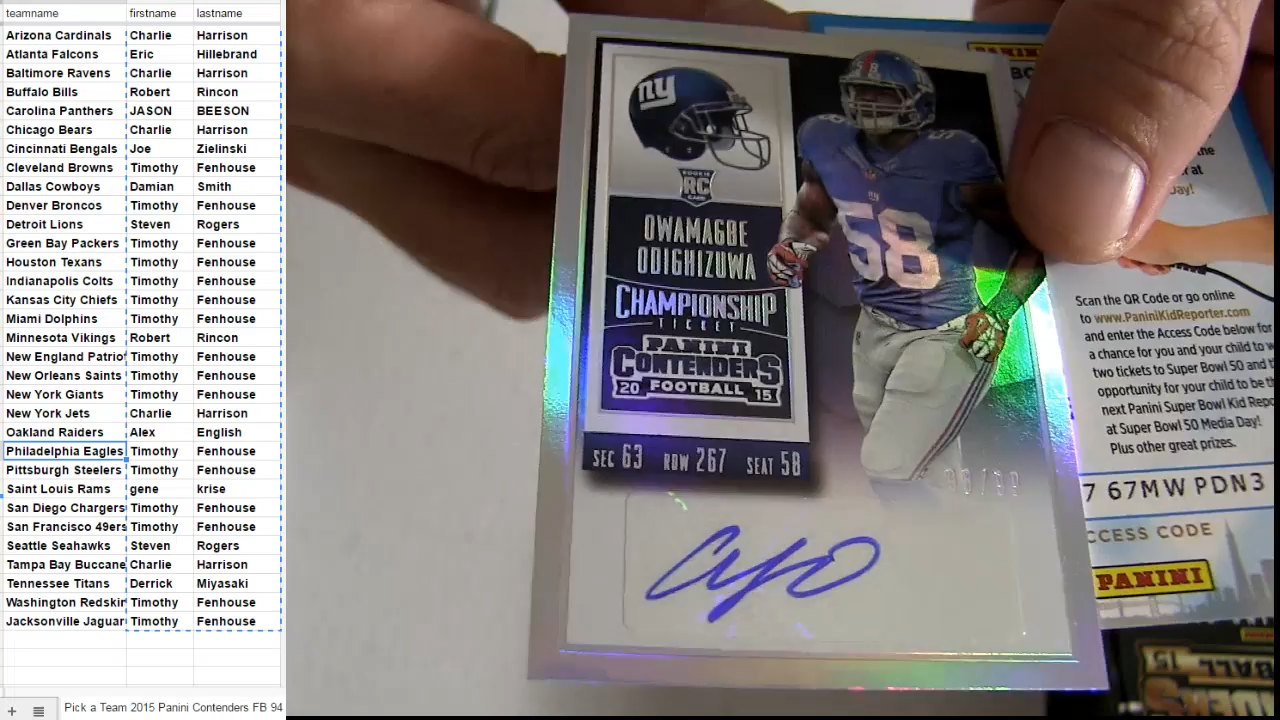 teamname firstname lastname
Arizona Cardinals Charlie Harrison
Atlanta Falcons Eric Hillebrand
Baltimore Ravens Charlie Harrison
Buffalo Bills Robert Rincon
Carolina Panthers JASON BEESON
Chicago Bears Charlie Harrison
Cincinnati Bengals Joe Zielinski
Cleveland Browns Timothy Fenhouse
Dallas Cowboys Damian Smith
Denver Broncos Timothy Fenhouse
Detroit Lions Steven Rogers
Green Bay Packers Timothy Fenhouse
Houston Texans Timothy Fenhouse
Indianapolis Colts Timothy Fenhouse
Kansas City Chiefs Timothy Fenhouse
Miami Dolphins Timothy Fenhouse
Minnesota Vikings Robert Rincon
New England Patrio Timothy Fenhouse
New Orleans Saints Timothy Fenhouse
New York Giants Timothy Fenhouse
New York Jets Charlie Harrison
Oakland Raiders Alex English
Philadelphia Eagles Timothy Fenhouse
Pittsburgh Steelers Timothy Fenhouse
Saint Louis Rams gene krise
San Diego Chargers Timothy Fenhouse
San Francisco 49ers Timothy Fenhouse
Seattle Seahawks Steven Rogers
Tampa Bay Buccane Charlie Harrison
Tennessee Titans Derrick Miyasaki
Washington Redskin Timothy Fenhouse
Jacksonville Jaguar Timothy Fenhouse
Pick a Team 2015 Panini Contenders FB 94
ny
RC
OWAMAGBE
ODIGHIZUWA
CHAMPIONSHIP
TICKET
PANINI
CONTENDERS
20 FOOTBALL 15
SEC 63 ROW 267 SEAT 58
58
PANINI
the
at
Day!
Scan the QR Code or go online
to www.PaniniKidReporter.com
and enter the Access Code below for
a chance for you and your child to
two tickets to Super Bowl 50 and
opportunity for your child to be
next Panini Super Bowl Kid Repo
at Super Bowl 50 Media Day!
Plus other great prizes.
7 67MW PDN3
CCESS CODE
PANINI